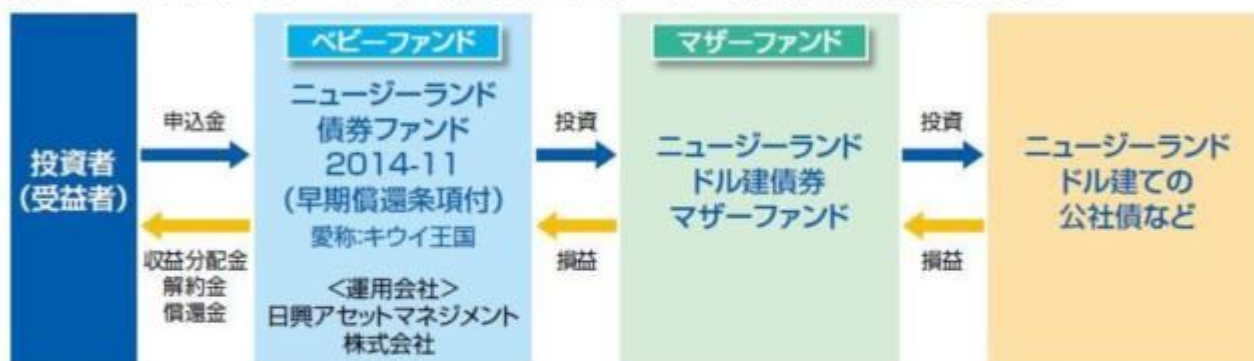 投資者
(受益者)
申込金
収益分配金
解約金
償還金
ベビーファンド
ニュージーランド
債券ファンド
2014-11
(早期償還条項付)
愛称:キウイ王国
<運用会社>
日興アセットマネジメント
株式会社
投資
損益
マザーファンド
ニュージーランド
ドル建債券
マザーファンド
投資
損益
ニュージーランド
ドル建ての
公社債など